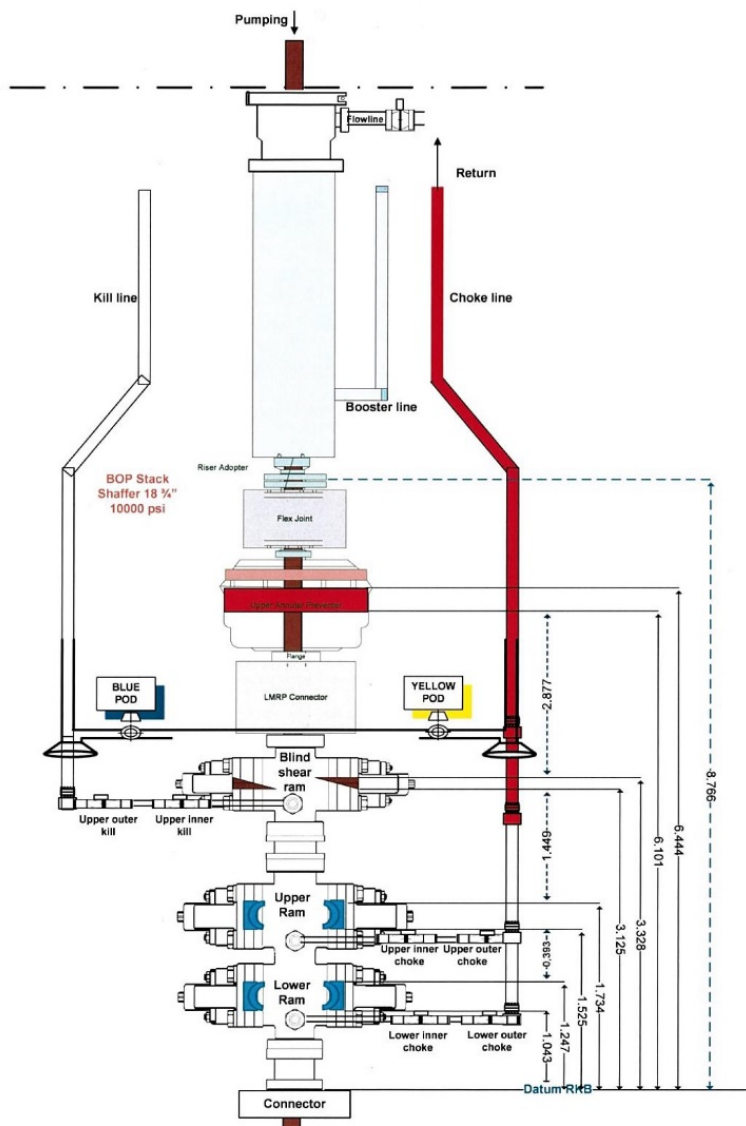 Pumping
Flowline
Return
Kill line
Choke line
Booster line
Riser Adopter
BOP Stack
Shaffer 18 ¾"
10000 psi
Flex Joint
Upper Annular Preventer
Flange
LMRP Connector
BLUE
POD
YELLOW
POD
Blind
shear
ram
Upper outer
kill
Upper inner
kill
Upper
Ram
Upper inner
choke
Upper outer
choke
Lower
Ram
Lower inner
choke
Lower outer
choke
Connector
Datum RKB
2.877
1.449
0.393
1.043
1.247
1.525
1.734
3.125
3.328
6.101
6.444
8.766